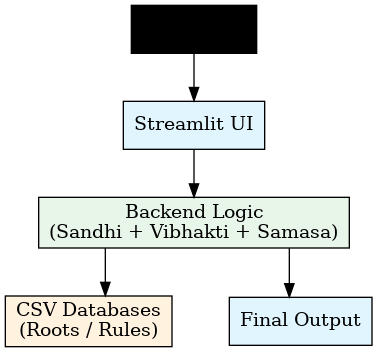 Streamlit UI
Backend Logic
(Sandhi + Vibhakti + Samasa)
CSV Databases
(Roots / Rules)
Final Output